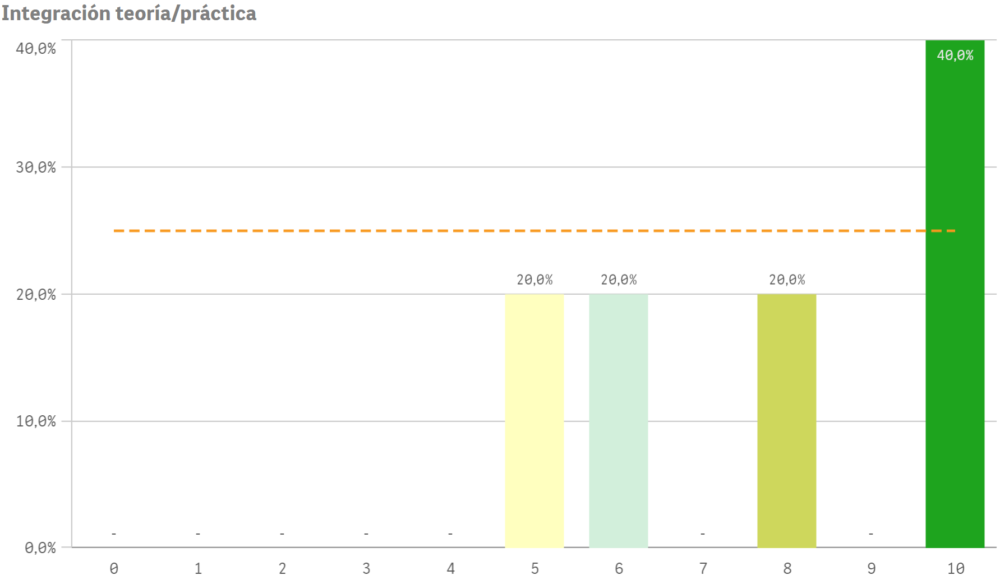 Integración teoría/práctica
40,0%
40,0%
30,0%
20,0% 20,0% 20,0%
20,0%
10,0%
- - - - - - -
0,0%
0 1 2 3 4 5 6 7 8 9 10